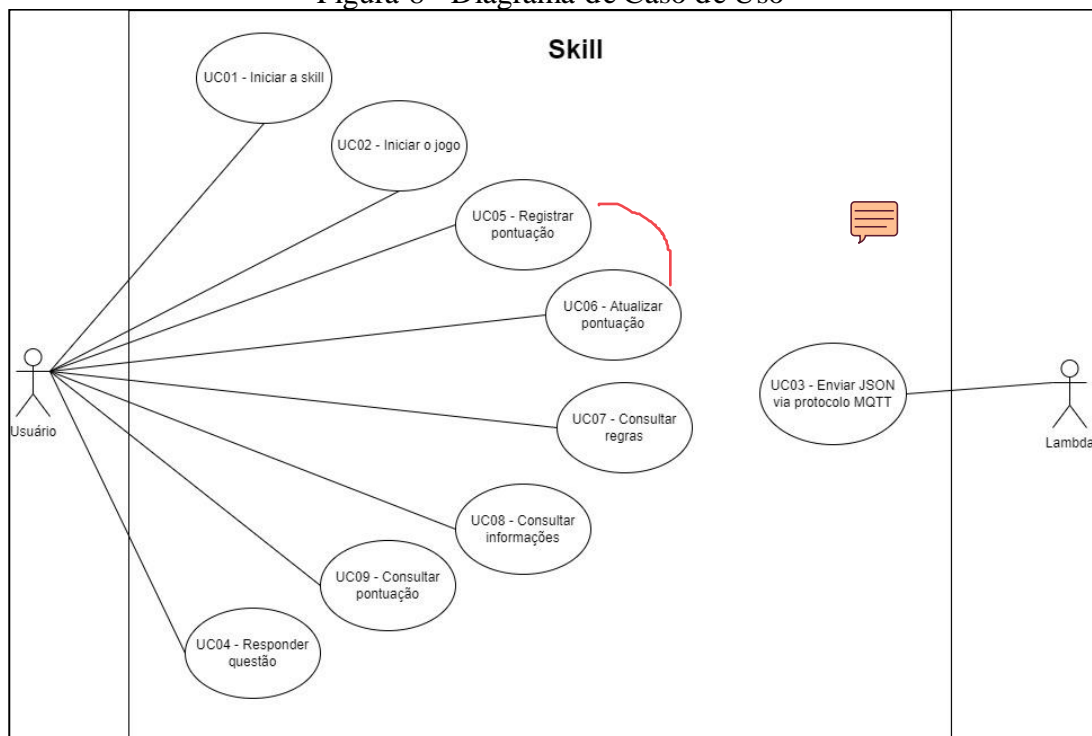 Figura 8 - Diagrama de Caso de Uso
Skill
UC01 - Iniciar a skill
UC02 - Iniciar o jogo
UC05 - Registrar
pontuação
UC06 - Atualizar
pontuação
UC03 - Enviar JSON
via protocolo MQTT
UC07 - Consultar
regras
Usuário
Lambda
UC08 - Consultar
informações
UC09 - Consultar
pontuação
UC04 - Responder
questão